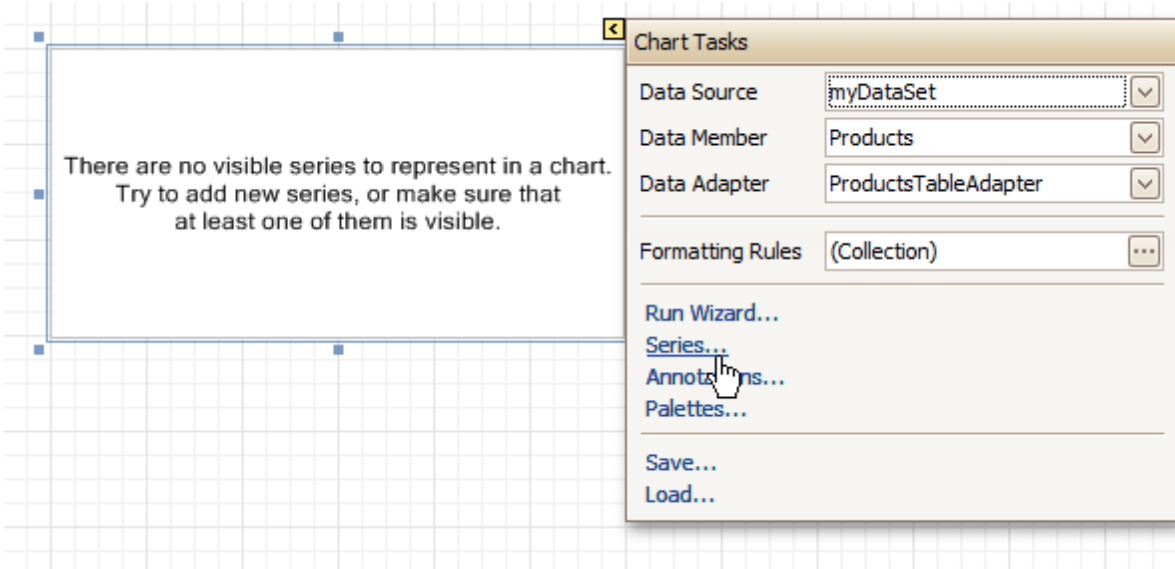 There are no visible series to represent in a chart.
Try to add new series, or make sure that
at least one of them is visible.
Chart Tasks
Data Source myDataSet
Data Member Products
Data Adapter ProductsTableAdapter
Formatting Rules (Collection)
Run Wizard...
Series...
Palettes...
Save...
Load...